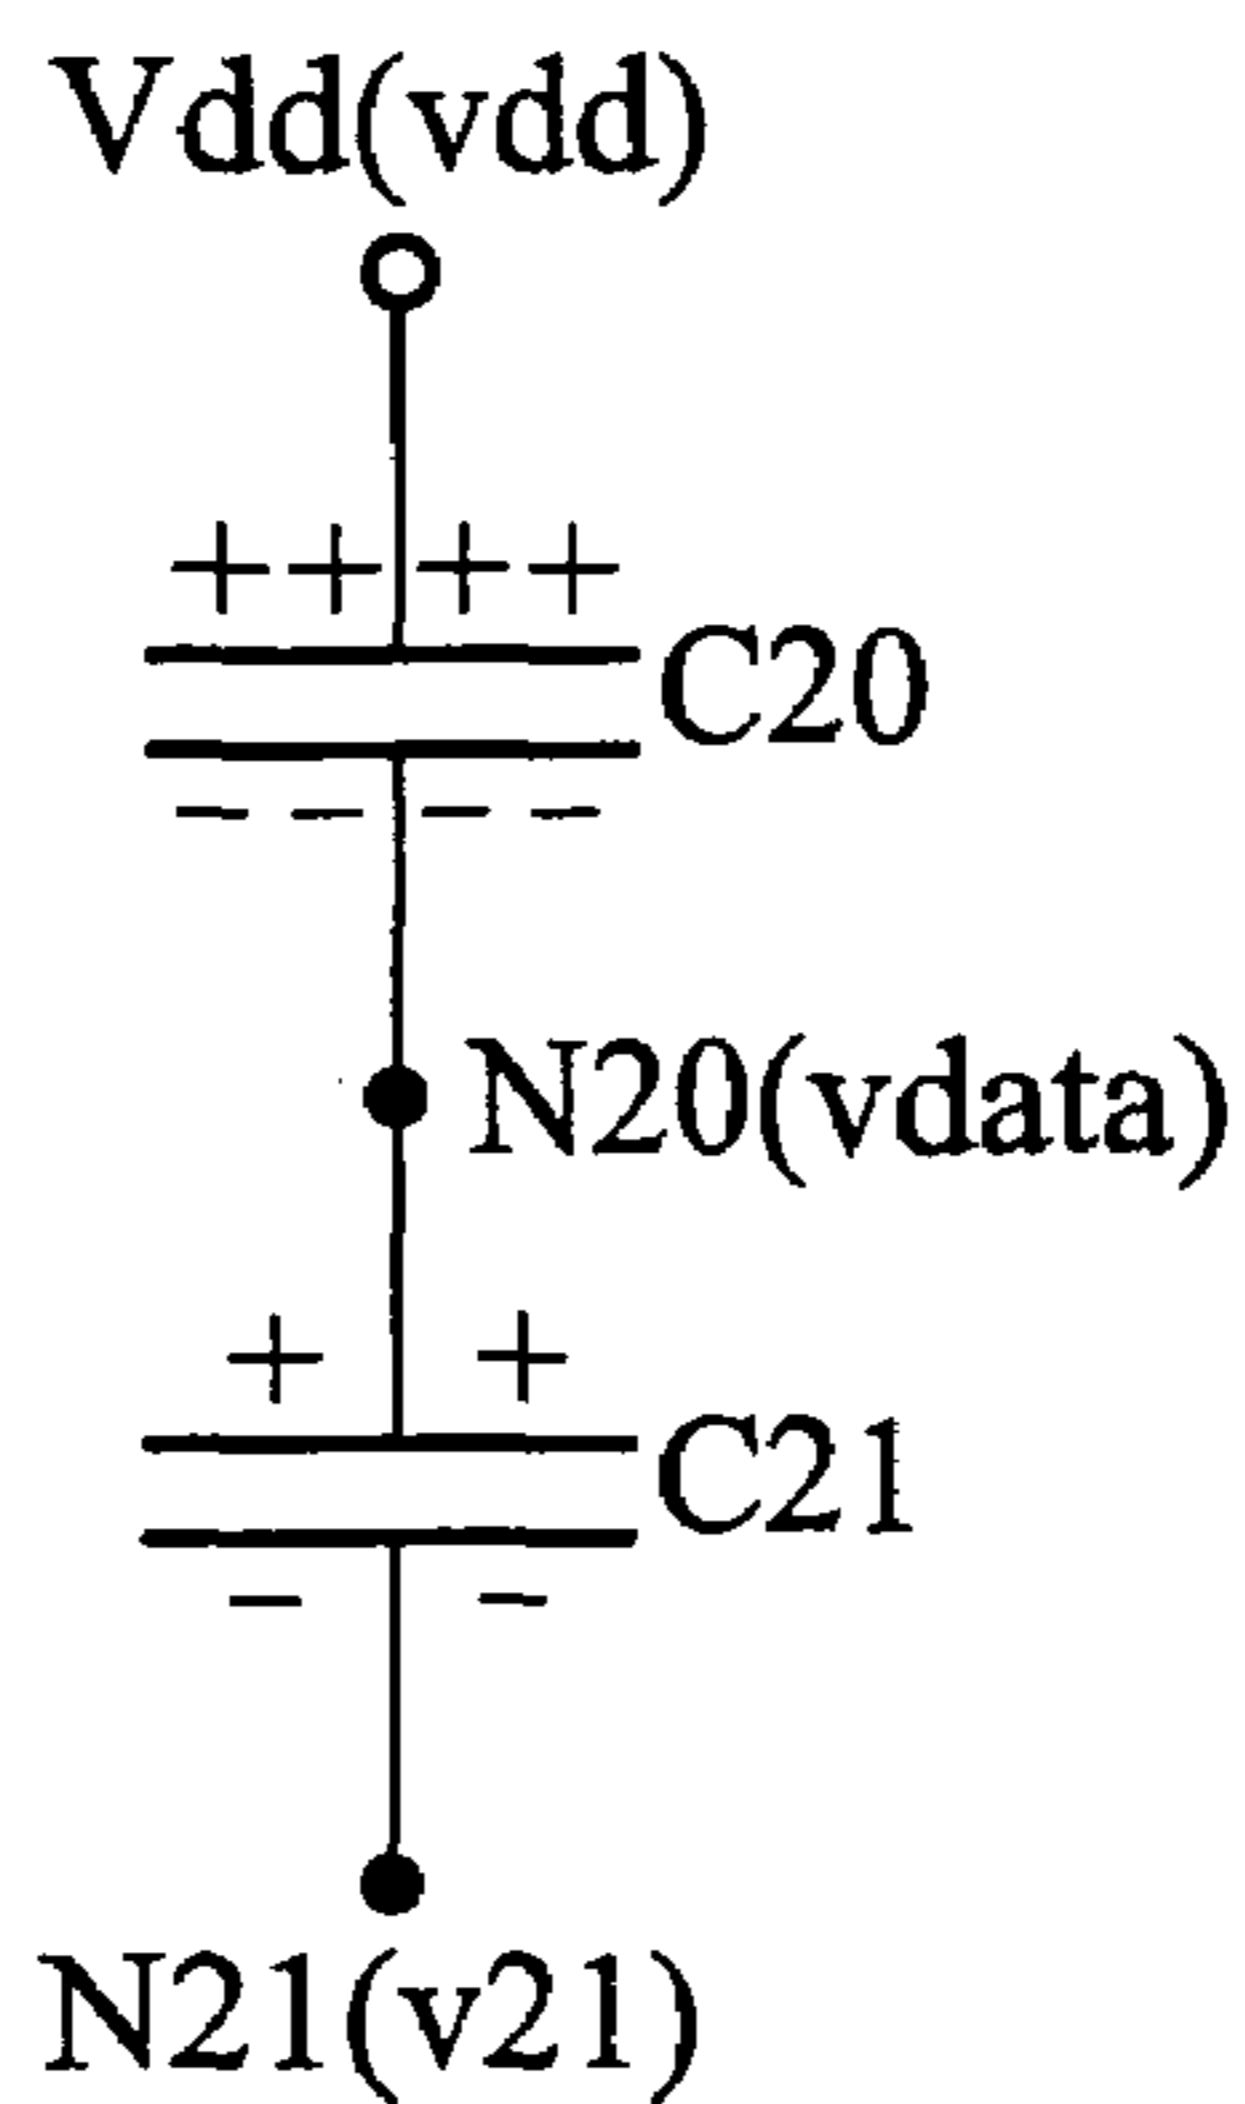 Vdd(vdd)
++++
C20
----
N20(vdata)
+ +
C21
- -
N21(v21)